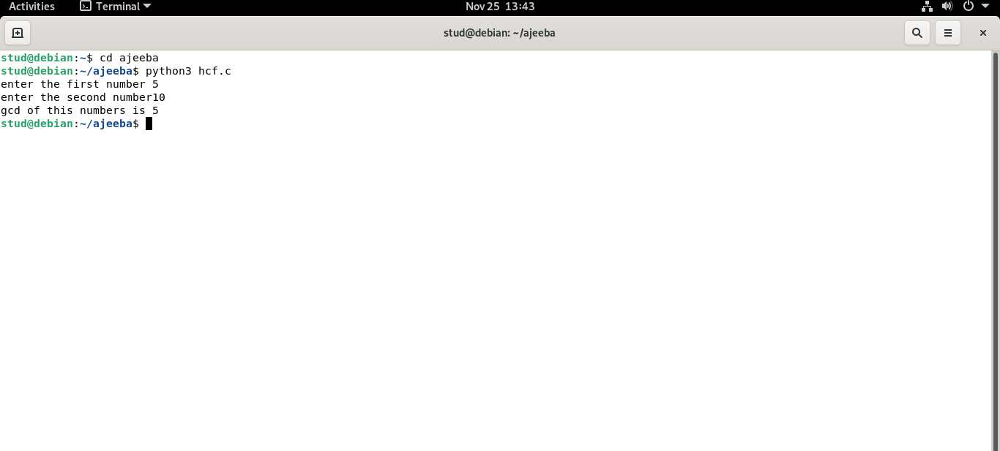 Activities Terminal Nov 25 13:43
stud@debian: ~/ajeeba
stud@debian:~$ cd ajeeba
stud@debian:~/ajeeba$ python3 hcf.c
enter the first number 5
enter the second number10
gcd of this numbers is 5
stud@debian:~/ajeeba$